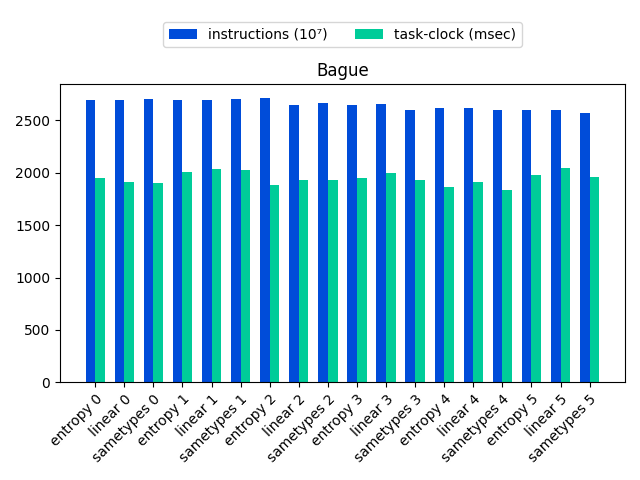 instructions (10⁷)
task-clock (msec)
Bague
2500
2000
1500
1000
500
0
entropy 0
linear 0
sametypes 0
entropy 1
linear 1
sametypes 1
entropy 2
linear 2
sametypes 2
entropy 3
linear 3
sametypes 3
entropy 4
linear 4
sametypes 4
entropy 5
linear 5
sametypes 5